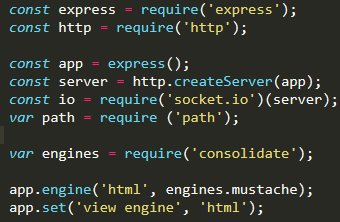 const express = require('express');
const http = require('http');
const app = express();
const server = http.createServer(app);
const io = require('socket.io')(server);
var path = require ('path');
var engines = require('consolidate');
app.engine('html', engines.mustache);
app.set('view engine', 'html');